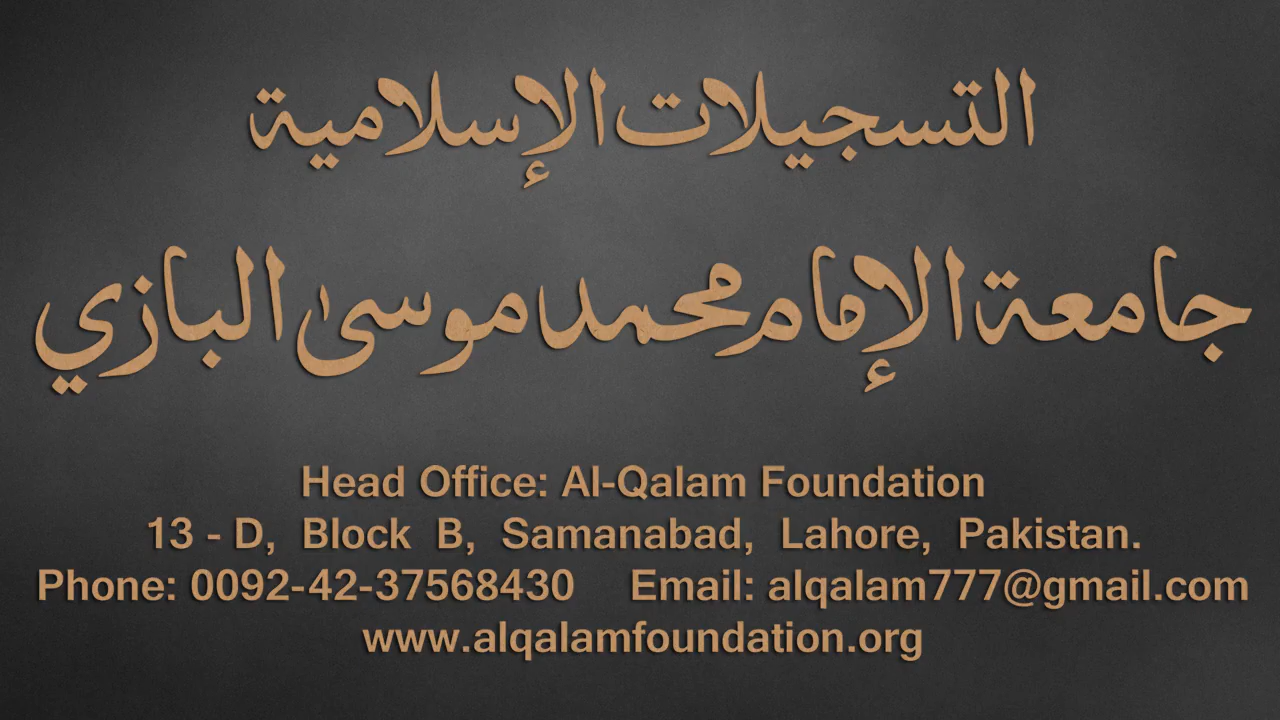 التسجيلات الإسلامية
جامعة الإمام محمد موسىٰ البازي
Head Office: Al-Qalam Foundation
13 - D, Block B, Samanabad, Lahore, Pakistan.
Phone: 0092-42-37568430 Email: alqalam777@gmail.com
www.alqalamfoundation.org